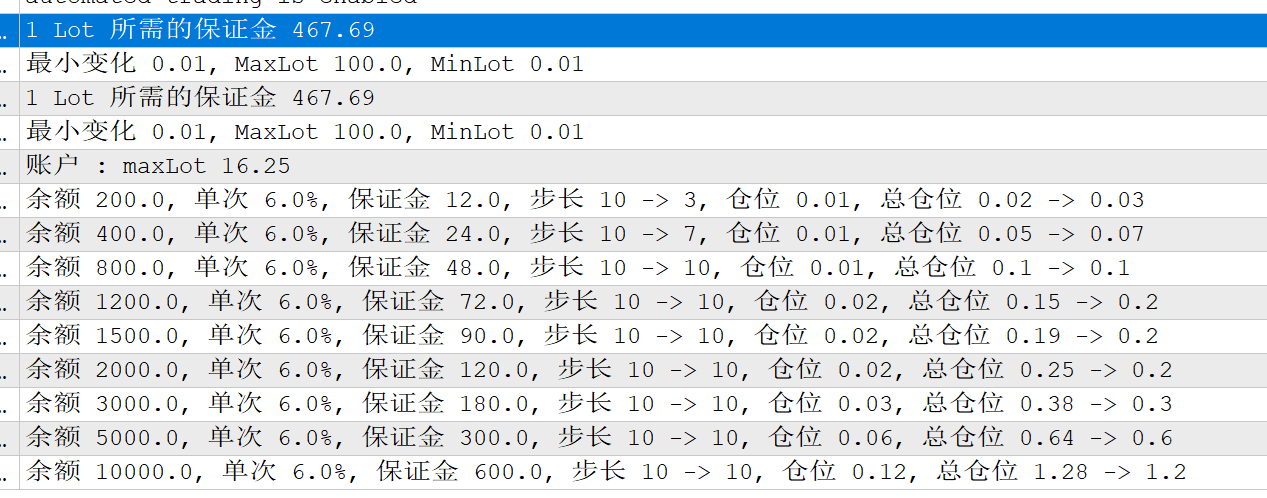 automated trading is enabled
1 Lot 所需的保证金 467.69
最小变化 0.01, MaxLot 100.0, MinLot 0.01
1 Lot 所需的保证金 467.69
最小变化 0.01, MaxLot 100.0, MinLot 0.01
账户 : maxLot 16.25
余额 200.0, 单次 6.0%, 保证金 12.0, 步长 10 -> 3, 仓位 0.01, 总仓位 0.02 -> 0.03
余额 400.0, 单次 6.0%, 保证金 24.0, 步长 10 -> 7, 仓位 0.01, 总仓位 0.05 -> 0.07
余额 800.0, 单次 6.0%, 保证金 48.0, 步长 10 -> 10, 仓位 0.01, 总仓位 0.1 -> 0.1
余额 1200.0, 单次 6.0%, 保证金 72.0, 步长 10 -> 10, 仓位 0.02, 总仓位 0.15 -> 0.2
余额 1500.0, 单次 6.0%, 保证金 90.0, 步长 10 -> 10, 仓位 0.02, 总仓位 0.19 -> 0.2
余额 2000.0, 单次 6.0%, 保证金 120.0, 步长 10 -> 10, 仓位 0.02, 总仓位 0.25 -> 0.2
余额 3000.0, 单次 6.0%, 保证金 180.0, 步长 10 -> 10, 仓位 0.03, 总仓位 0.38 -> 0.3
余额 5000.0, 单次 6.0%, 保证金 300.0, 步长 10 -> 10, 仓位 0.06, 总仓位 0.64 -> 0.6
余额 10000.0, 单次 6.0%, 保证金 600.0, 步长 10 -> 10, 仓位 0.12, 总仓位 1.28 -> 1.2